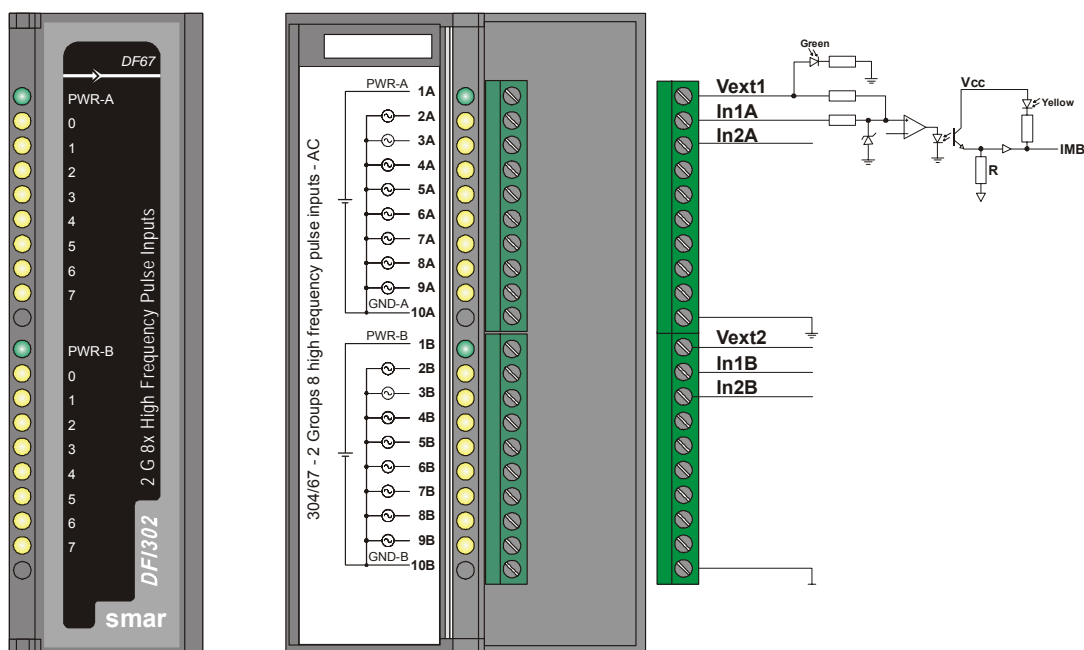 DF67
PWR-A
0
1
2
3
4
5
6
7
PWR-B
0
1
2
3
4
5
6
7
2 G 8x High Frequency Pulse Inputs
DFI302
smar
304/67 - 2 Groups 8 high frequency pulse inputs - AC
PWR-A 1A
2A
3A
4A
5A
6A
7A
8A
9A
GND-A 10A
PWR-B 1B
2B
3B
4B
5B
6B
7B
8B
9B
GND-B 10B
Green
Vext1
In1A
In2A
Vcc
Yellow
IMB
R
Vext2
In1B
In2B